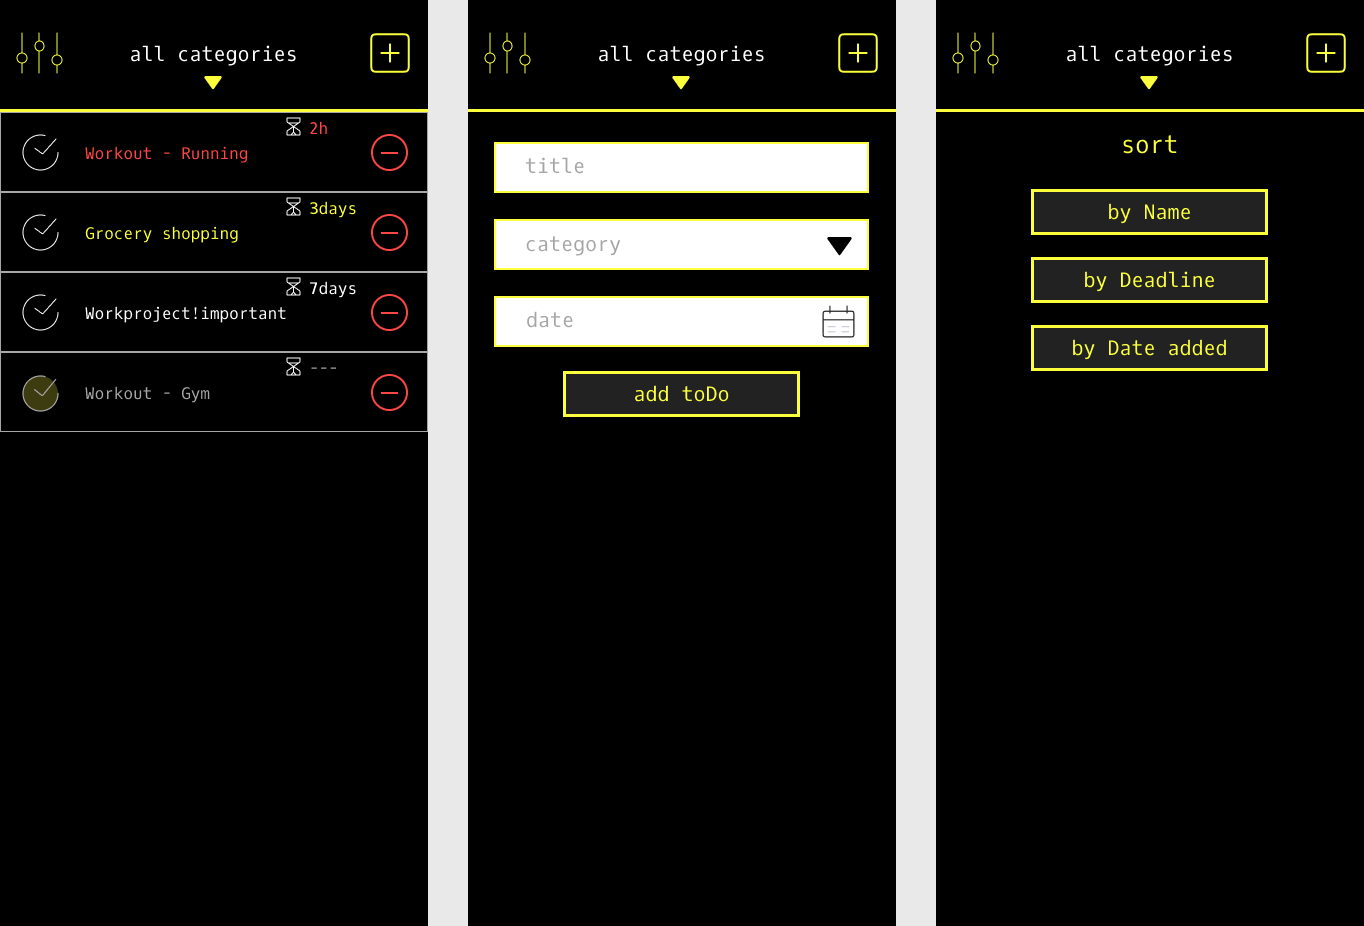 all categories
2h
Workout - Running
3days
Grocery shopping
7days
Workproject!important
---
Workout - Gym
all categories
title
category
date
add toDo
all categories
sort
by Name
by Deadline
by Date added